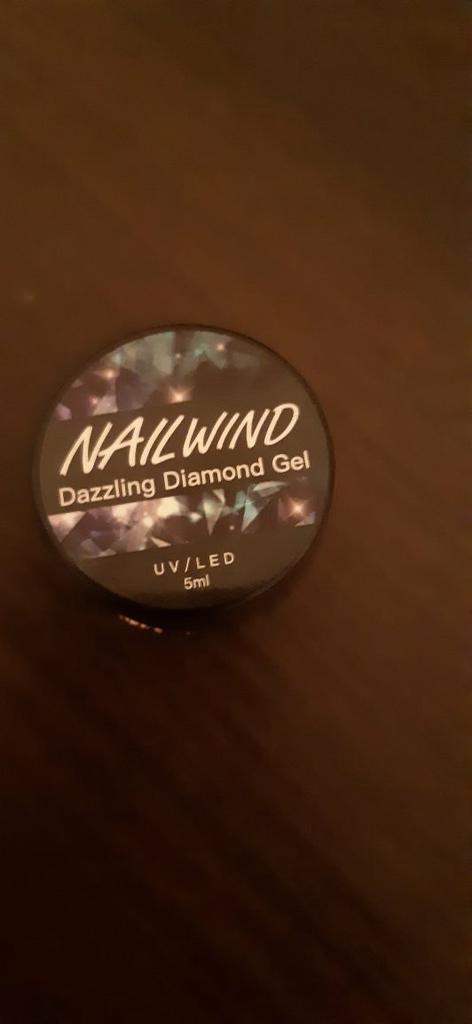 NAILWIND
Dazzling Diamond Gel
UV/LED
5ml